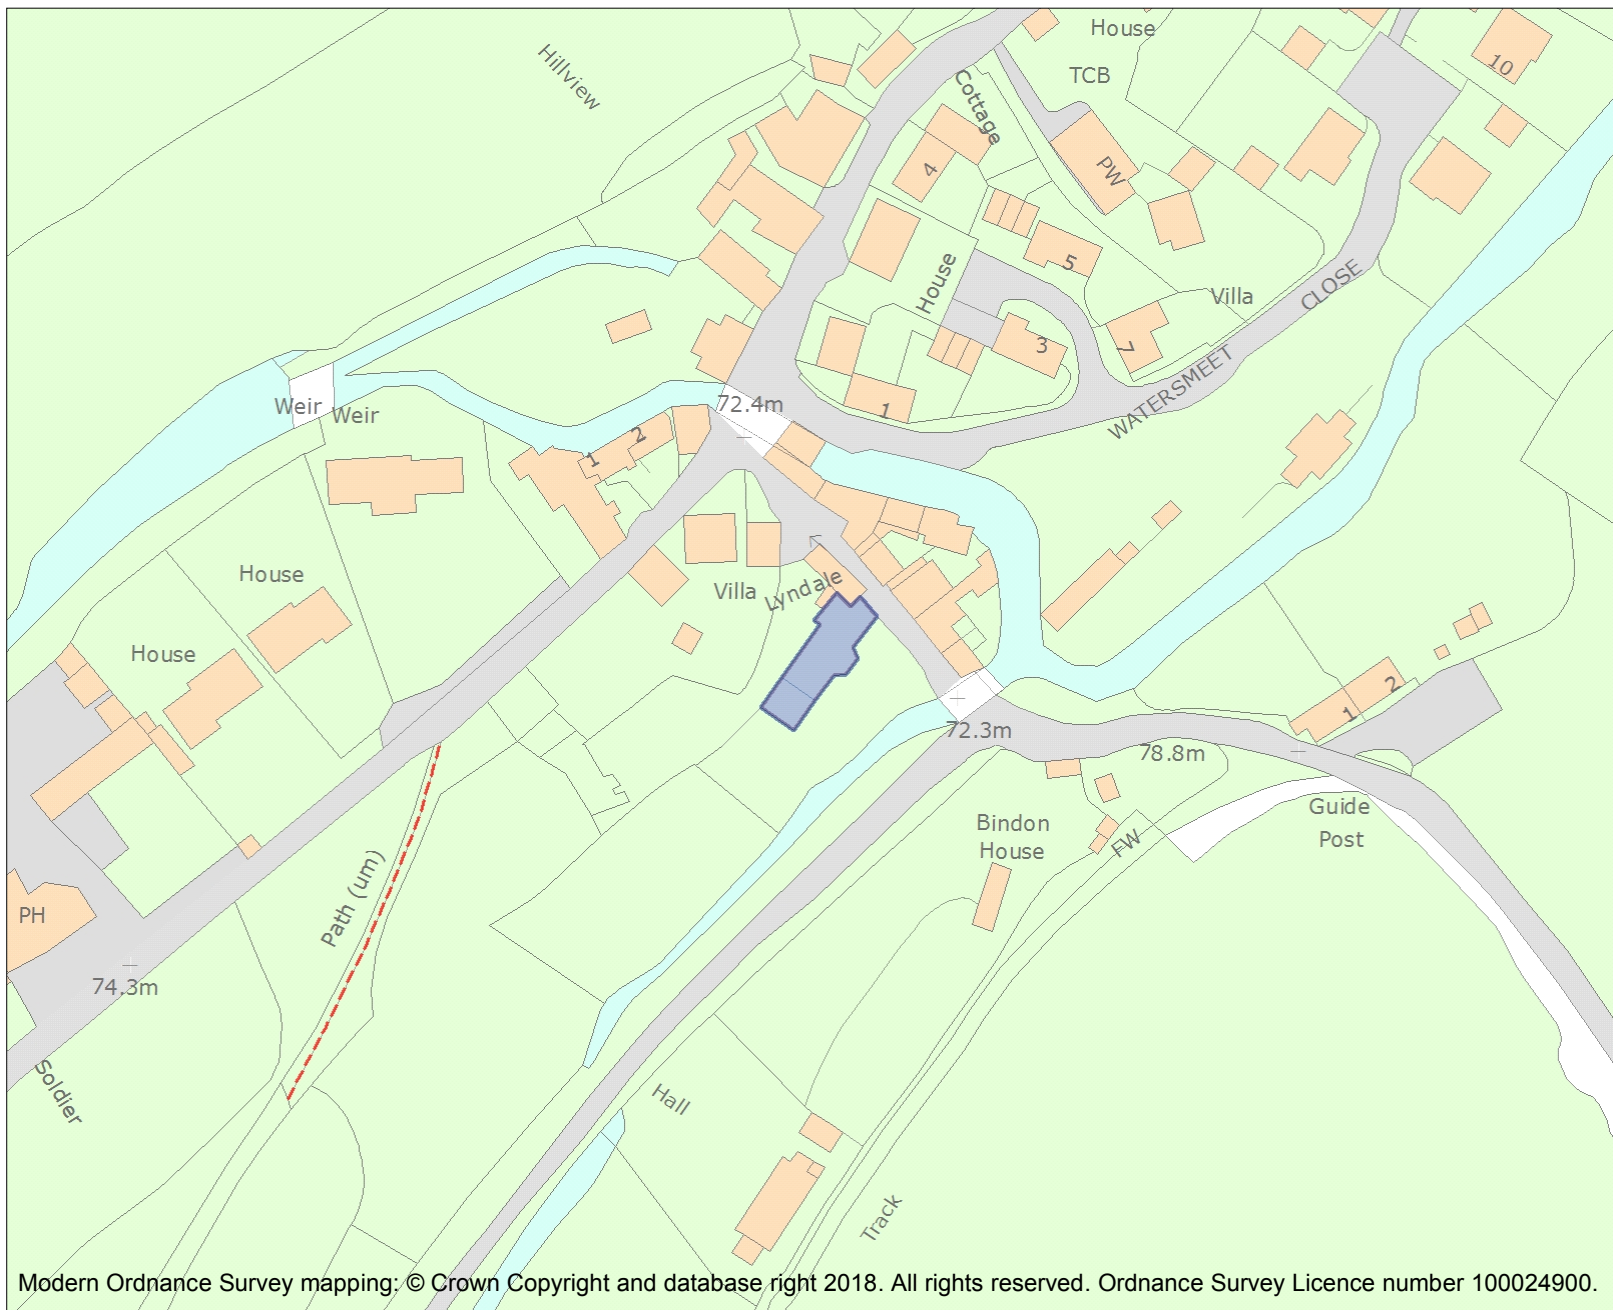 House
Hillview
TCB
10
Cottage
PW
4
5
House
Villa
CLOSE
3
7
WATERSMEET
72.4m
Weir
Weir
1
2
1
House
Villa
Lyndale
House
2
1
72.3m
78.8m
Guide
Post
Bindon
House
FW
Path (um)
PH
74.3m
Soldier
Hall
Track
Modern Ordnance Survey mapping: © Crown Copyright and database right 2018. All rights reserved. Ordnance Survey Licence number 100024900.